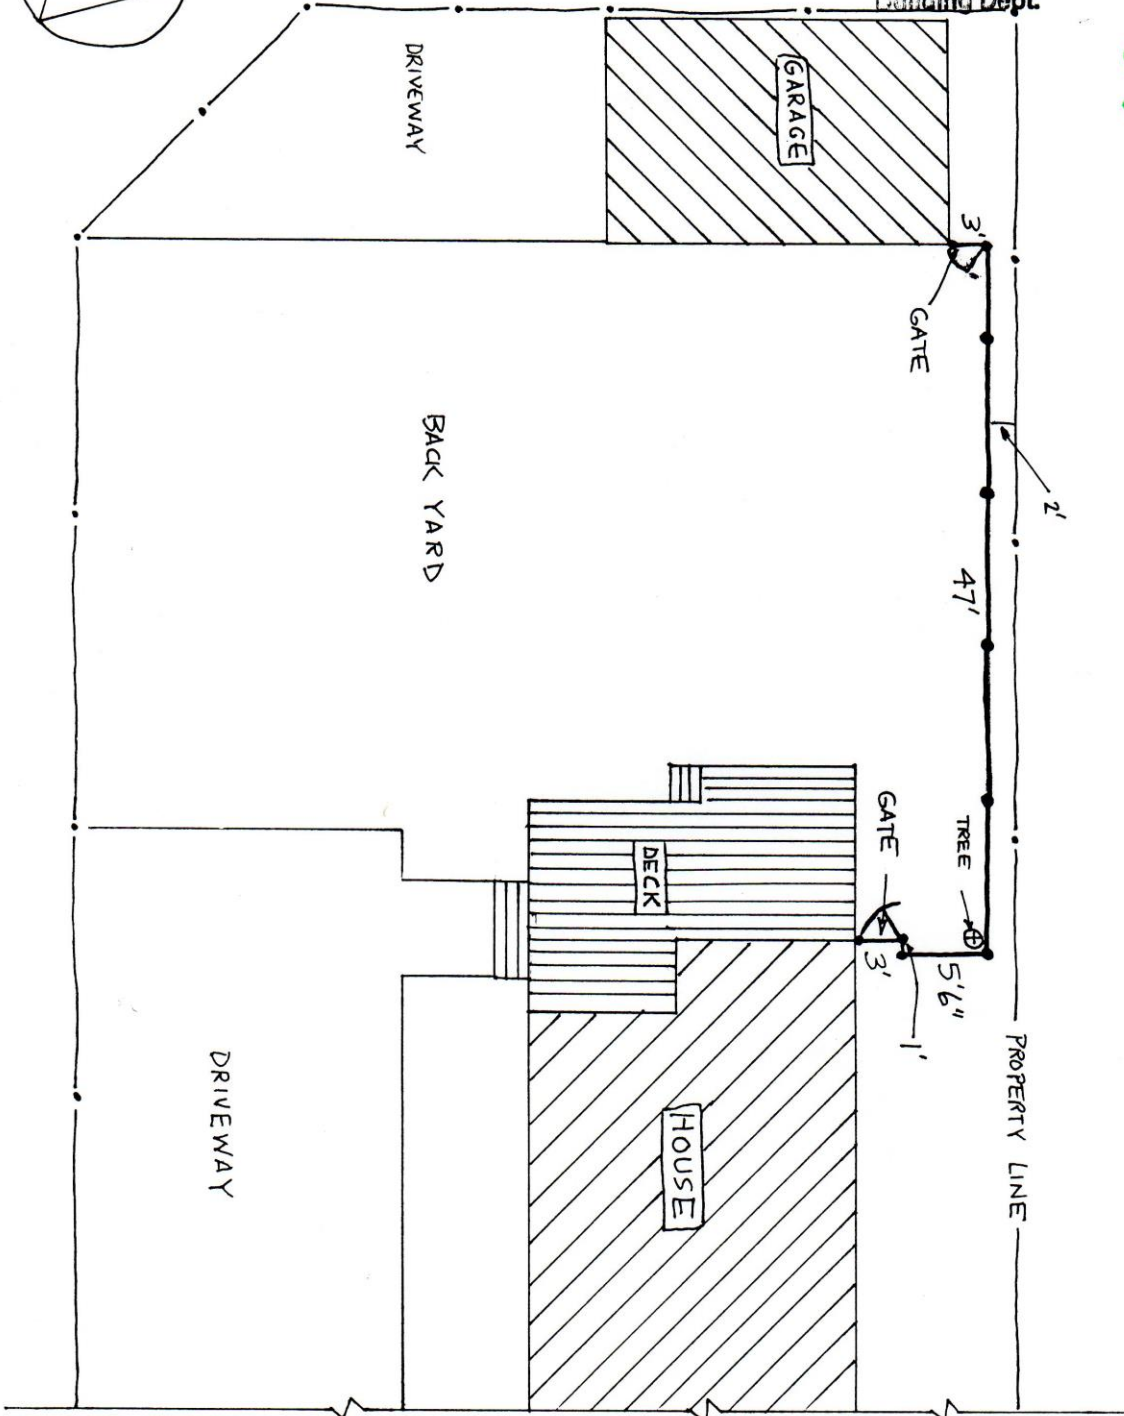 Building Dept.
DRIVEWAY
GARAGE
3'
GATE
2'
BACK YARD
47'
GATE
TREE
DECK
3'
5'6"
1'
PROPERTY LINE
HOUSE
DRIVEWAY